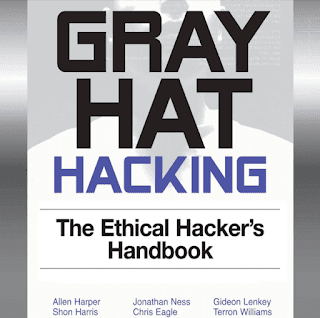 GRAY
HAT
HACKING
The Ethical Hacker's
Handbook
Allen Harper Jonathan Ness Gideon Lenkey
Shon Harris Chris Eagle Terron Williams